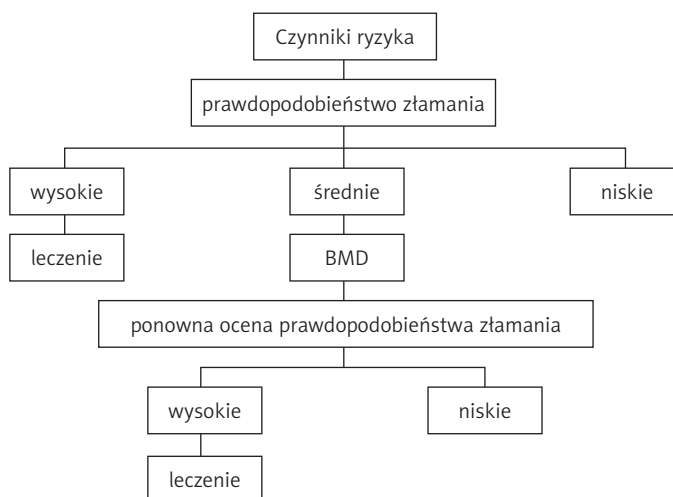 Czynniki ryzyka
prawdopodobieństwo złamania
wysokie
średnie
niskie
leczenie
BMD
ponowna ocena prawdopodobieństwa złamania
wysokie
niskie
leczenie